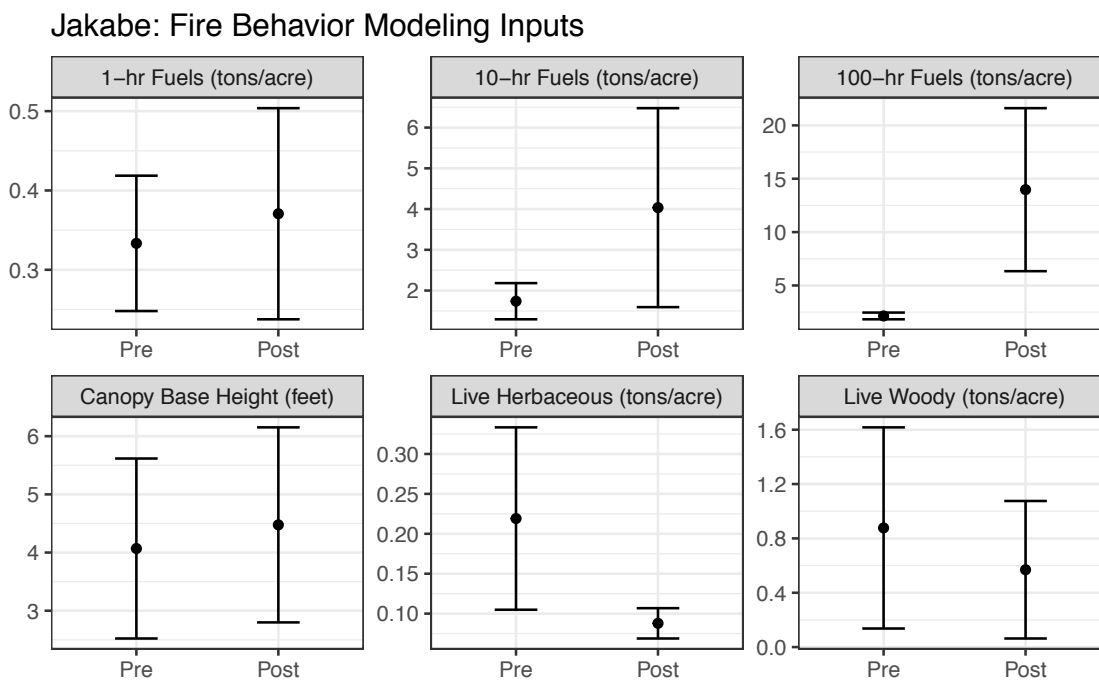 Jakabe: Fire Behavior Modeling Inputs
1−hr Fuels (tons/acre)
0.5
0.4
0.3
Pre Post
10−hr Fuels (tons/acre)
6
5
4
3
2
Pre Post
100−hr Fuels (tons/acre)
20
15
10
5
Pre Post
Canopy Base Height (feet)
6
5
4
3
Pre Post
Live Herbaceous (tons/acre)
0.30
0.25
0.20
0.15
0.10
Pre Post
Live Woody (tons/acre)
1.6
1.2
0.8
0.4
0.0
Pre Post